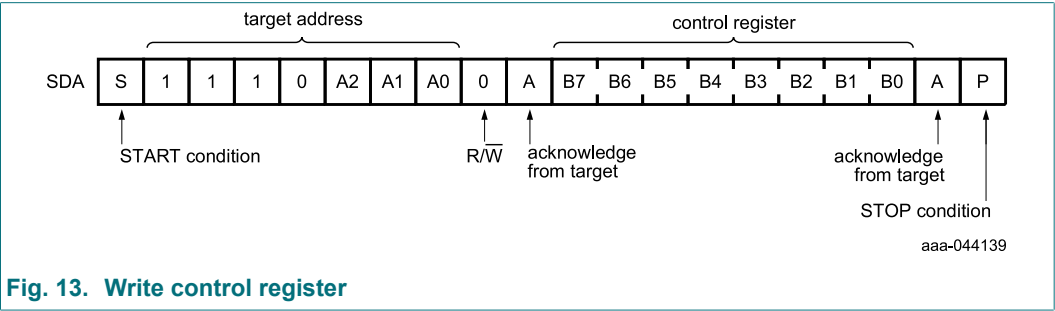 target address control register
SDA S 1 1 1 0 A2 A1 A0 0 A B7 B6 B5 B4 B3 B2 B1 B0 A P
START condition R/W̅ acknowledge from target acknowledge from target
STOP condition
aaa-044139
Fig. 13. Write control register